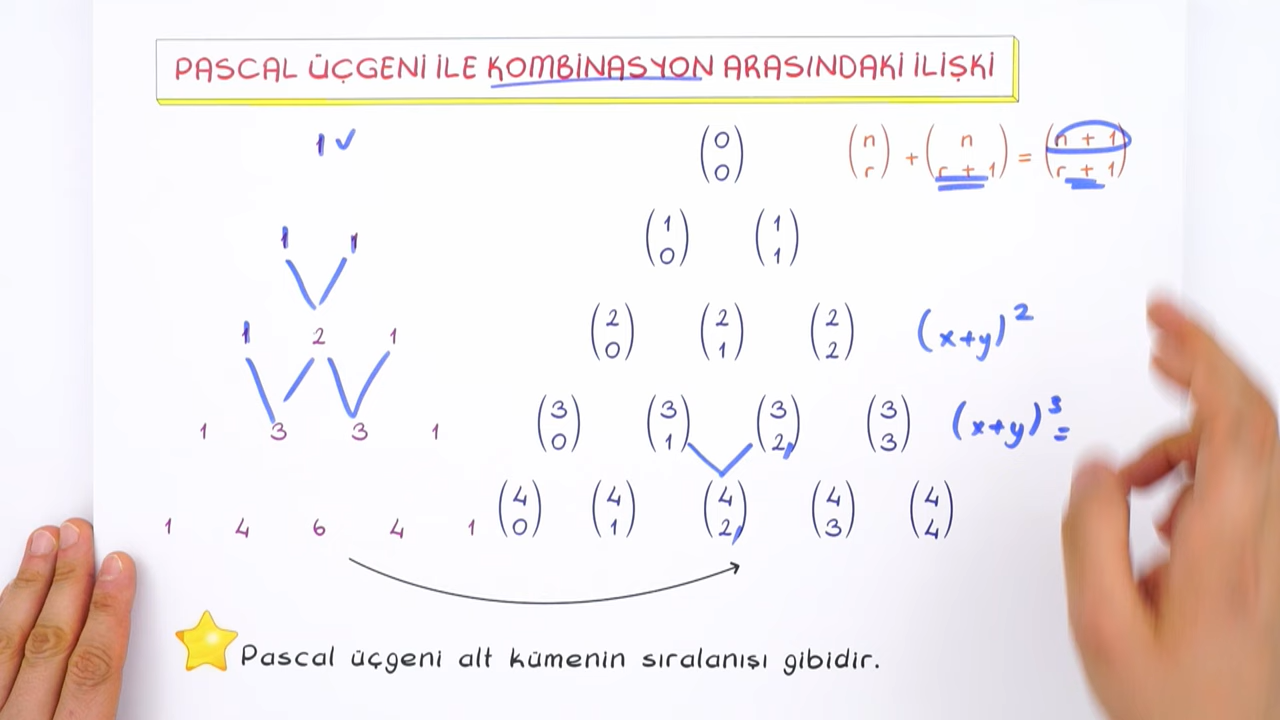 PASCAL ÜÇGENİ İLE KOMBİNASYON ARASINDAKİ İLİŞKİ
1 ✓
(0 0)
(n r) + (n r + 1) = (n + 1 r + 1)
1 1
(1 0) (1 1)
1 2 1
(2 0) (2 1) (2 2) (x+y)²
1 3 3 1
(3 0) (3 1) (3 2) (3 3) (x+y)³ =
1 4 6 4 1
(4 0) (4 1) (4 2) (4 3) (4 4)
Pascal üçgeni alt kümenin sıralanışı gibidir.